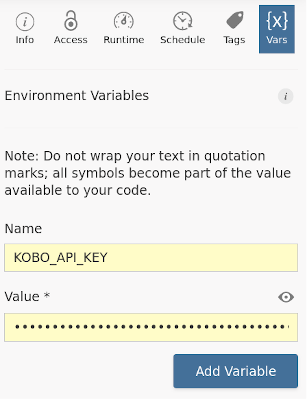 Info Access Runtime Schedule Tags {x} Vars
Environment Variables i
Note: Do not wrap your text in quotation
marks; all symbols become part of the value
available to your code.
Name
KOBO_API_KEY
Value *
Add Variable